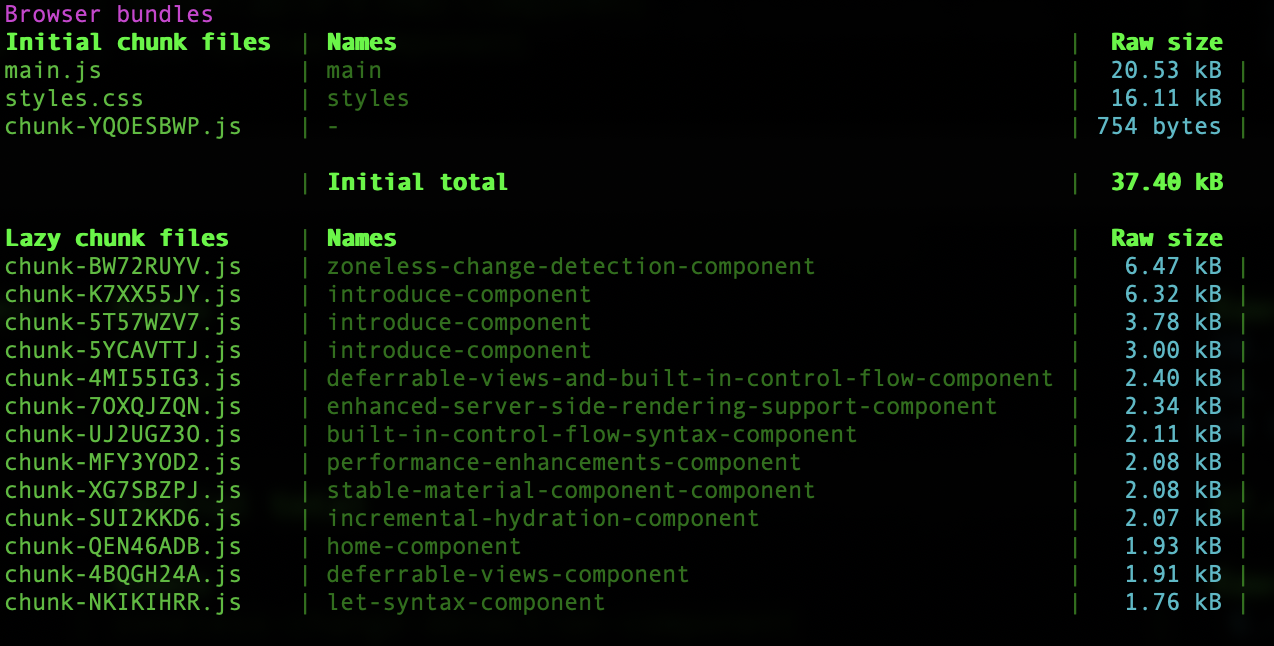 Browser bundles
Initial chunk files | Names | Raw size
main.js | main | 20.53 kB |
styles.css | styles | 16.11 kB |
chunk-YQOESBWP.js | - | 754 bytes |
| Initial total | 37.40 kB
Lazy chunk files | Names | Raw size
chunk-BW72RUYV.js | zoneless-change-detection-component | 6.47 kB |
chunk-K7XX55JY.js | introduce-component | 6.32 kB |
chunk-5T57WZV7.js | introduce-component | 3.78 kB |
chunk-5YCAVTTJ.js | introduce-component | 3.00 kB |
chunk-4MI55IG3.js | deferrable-views-and-built-in-control-flow-component | 2.40 kB |
chunk-7OXQJZQN.js | enhanced-server-side-rendering-support-component | 2.34 kB |
chunk-UJ2UGZ3O.js | built-in-control-flow-syntax-component | 2.11 kB |
chunk-MFY3YOD2.js | performance-enhancements-component | 2.08 kB |
chunk-XG7SBZPJ.js | stable-material-component-component | 2.08 kB |
chunk-SUI2KKD6.js | incremental-hydration-component | 2.07 kB |
chunk-QEN46ADB.js | home-component | 1.93 kB |
chunk-4BQGH24A.js | deferrable-views-component | 1.91 kB |
chunk-NKIKIHRR.js | let-syntax-component | 1.76 kB |